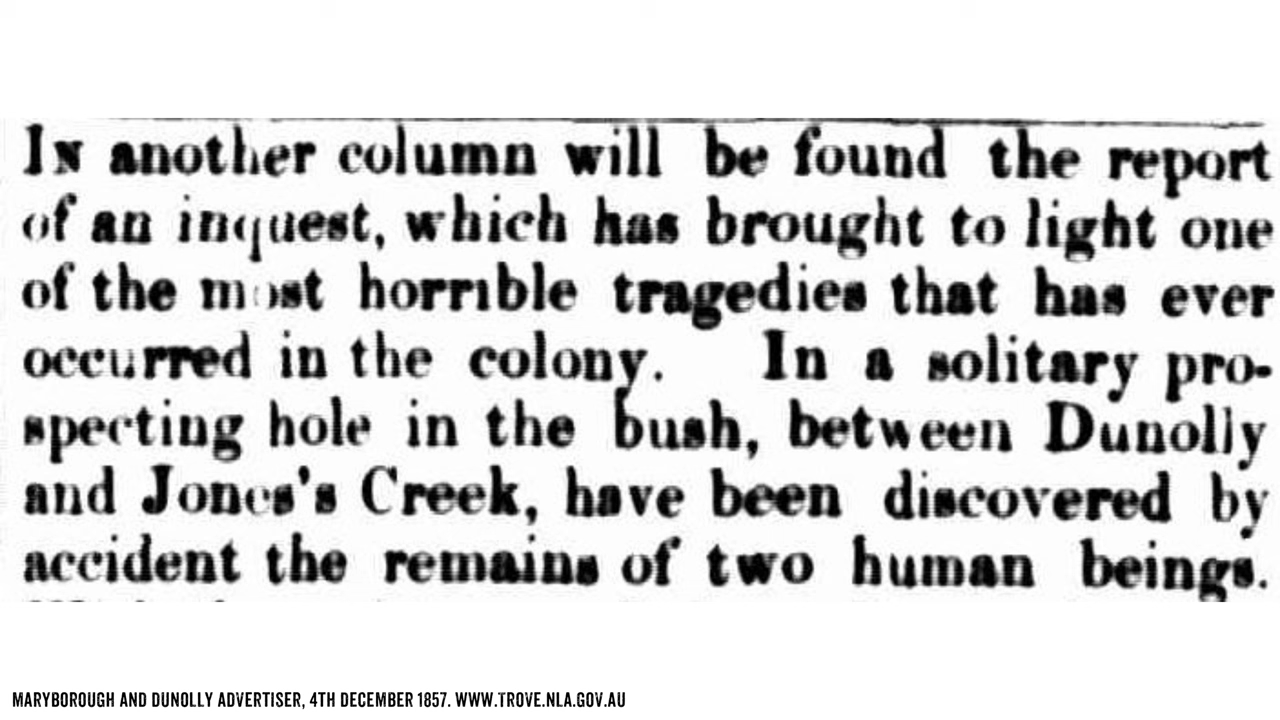 In another column will be found the report
of an inquest, which has brought to light one
of the most horrible tragedies that has ever
occurred in the colony. In a solitary pro-
specting hole in the bush, between Dunolly
and Jones's Creek, have been discovered by
accident the remains of two human beings.
MARYBOROUGH AND DUNOLLY ADVERTISER, 4TH DECEMBER 1857. WWW.TROVE.NLA.GOV.AU